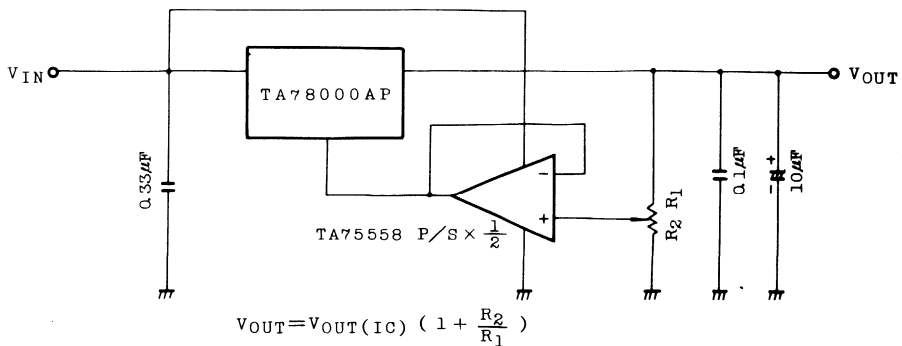 VIN
TA78000AP
VOUT
0.33μF
−
+
TA75558 P/S × 1/2
R1
R2
0.1μF
− +
10μF
VOUT=VOUT(IC) (1+R2/R1)